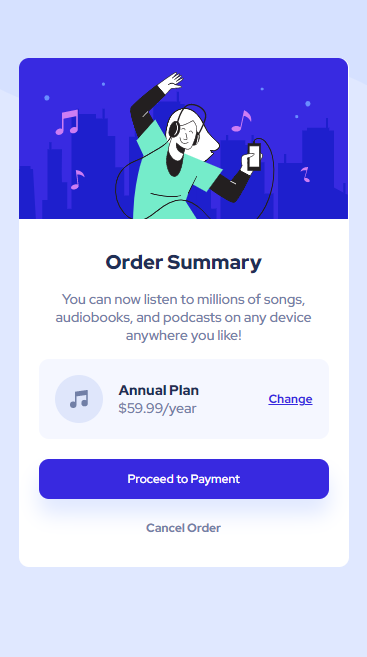 Order Summary
You can now listen to millions of songs,
audiobooks, and podcasts on any device
anywhere you like!
Annual Plan
$59.99/year
Change
Proceed to Payment
Cancel Order